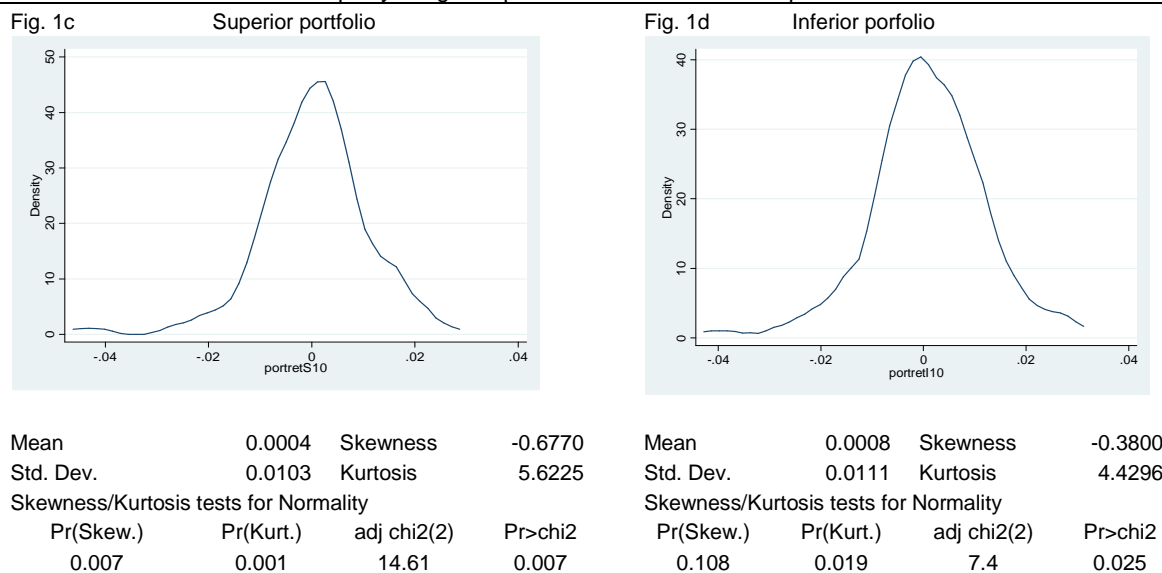 Fig. 1c Superior portfolio
50
40
30
20
10
0
Density
-.04 -.02 0 .02 .04
portretS10
Mean 0.0004 Skewness -0.6770
Std. Dev. 0.0103 Kurtosis 5.6225
Skewness/Kurtosis tests for Normality
Pr(Skew.) Pr(Kurt.) adj chi2(2) Pr>chi2
0.007 0.001 14.61 0.007
Fig. 1d Inferior porfolio
40
30
20
10
0
Density
-.04 -.02 0 .02 .04
portretI10
Mean 0.0008 Skewness -0.3800
Std. Dev. 0.0111 Kurtosis 4.4296
Skewness/Kurtosis tests for Normality
Pr(Skew.) Pr(Kurt.) adj chi2(2) Pr>chi2
0.108 0.019 7.4 0.025